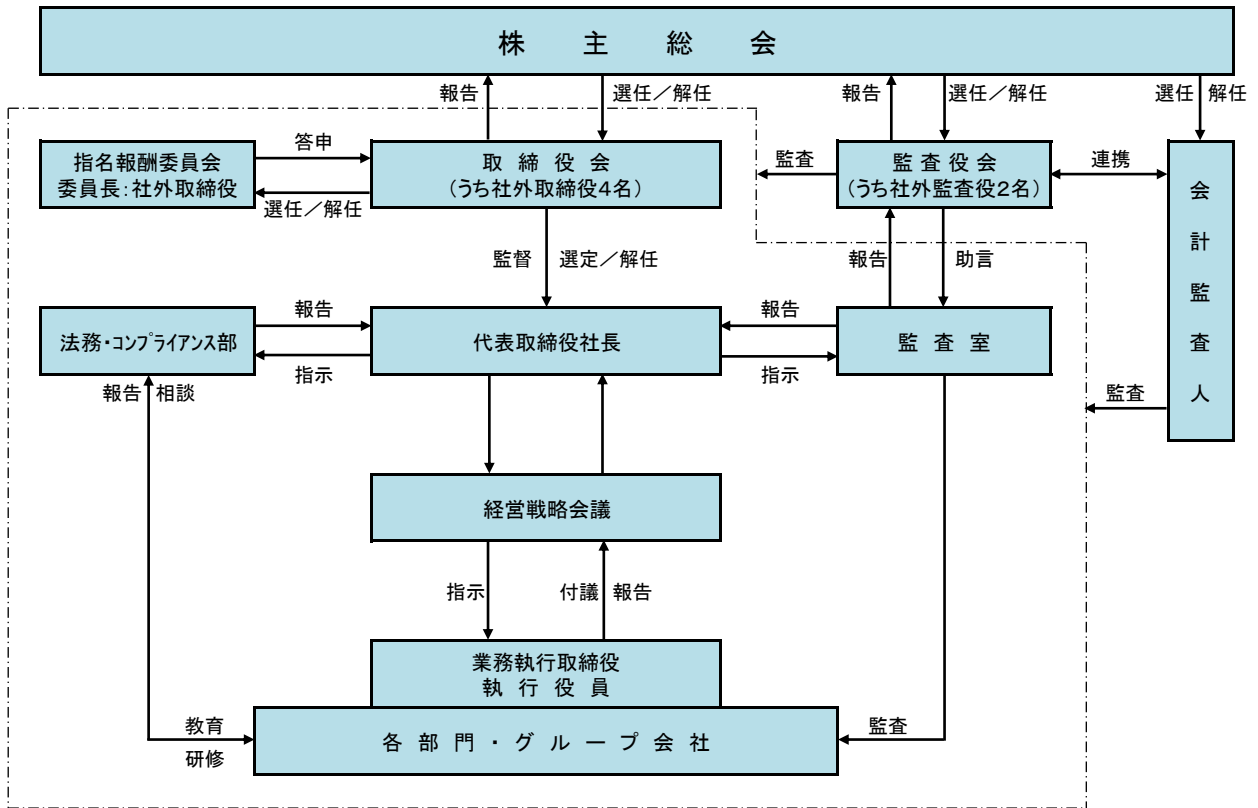 株主総会
報告
選任／解任
報告
選任／解任
選任
解任
指名報酬委員会
委員長：社外取締役
答申
選任／解任
取締役会
（うち社外取締役４名）
監査
監査役会
（うち社外監査役２名）
連携
会計監査人
監督
選定／解任
報告
助言
法務・コンプライアンス部
報告
指示
代表取締役社長
報告
指示
監査室
監査
報告
相談
経営戦略会議
指示
付議
報告
業務執行取締役
執行役員
教育
研修
各部門・グループ会社
監査